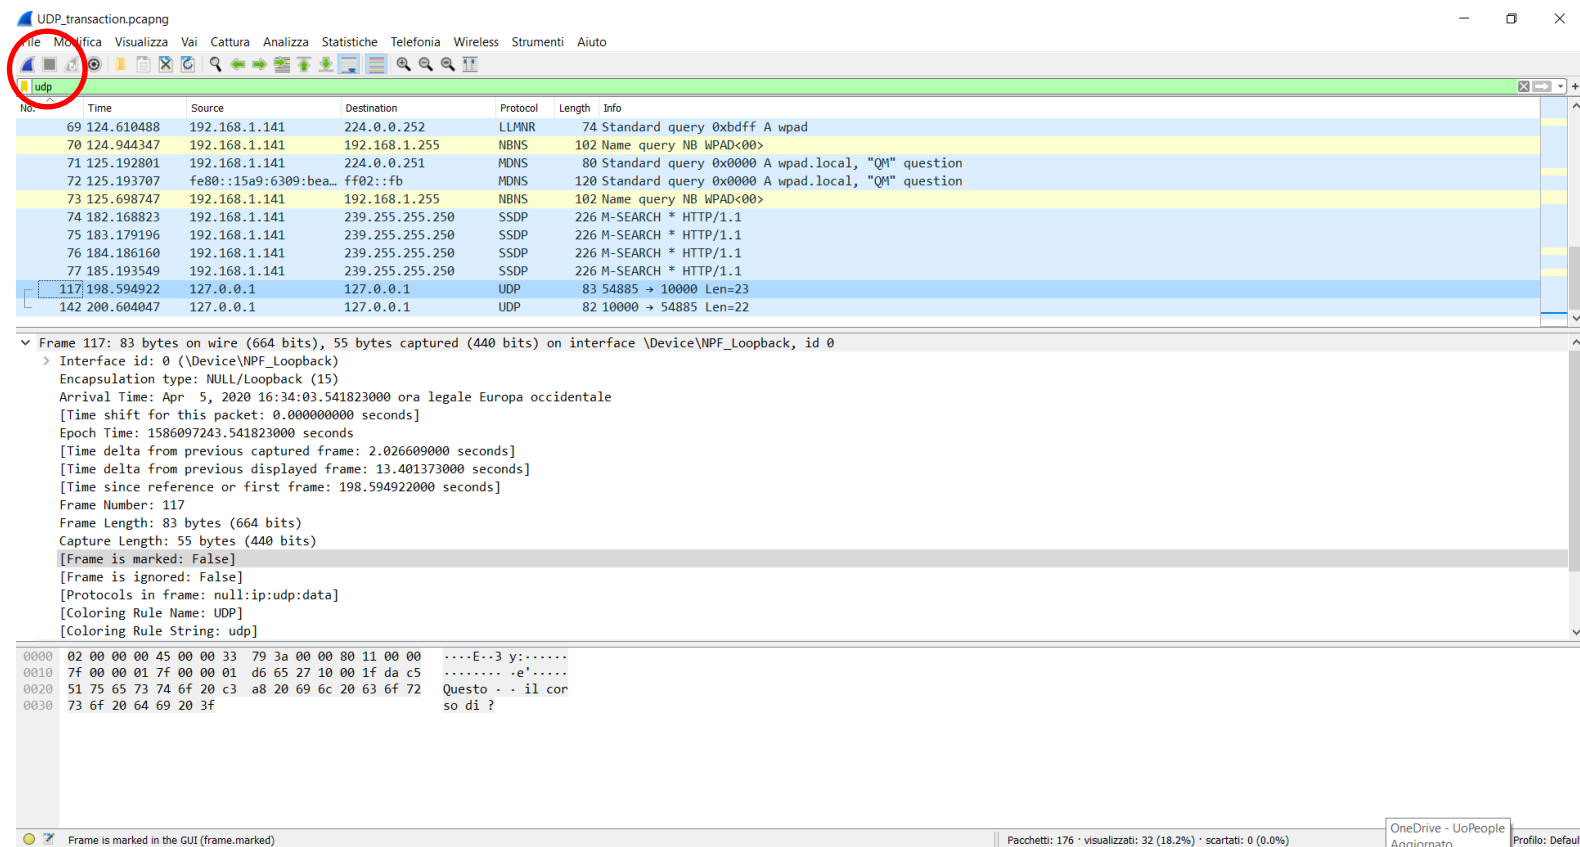 UDP_transaction.pcapng
File Modifica Visualizza Vai Cattura Analizza Statistiche Telefonia Wireless Strumenti Aiuto
udp
No. Time Source Destination Protocol Length Info
69 124.610488 192.168.1.141 224.0.0.252 LLMNR 74 Standard query 0xbdff A wpad
70 124.944347 192.168.1.141 192.168.1.255 NBNS 102 Name query NB WPAD<00>
71 125.192801 192.168.1.141 224.0.0.251 MDNS 80 Standard query 0x0000 A wpad.local, "QM" question
72 125.193707 fe80::15a9:6309:bea… ff02::fb MDNS 120 Standard query 0x0000 A wpad.local, "QM" question
73 125.698747 192.168.1.141 192.168.1.255 NBNS 102 Name query NB WPAD<00>
74 182.168823 192.168.1.141 239.255.255.250 SSDP 226 M-SEARCH * HTTP/1.1
75 183.179196 192.168.1.141 239.255.255.250 SSDP 226 M-SEARCH * HTTP/1.1
76 184.186160 192.168.1.141 239.255.255.250 SSDP 226 M-SEARCH * HTTP/1.1
77 185.193549 192.168.1.141 239.255.255.250 SSDP 226 M-SEARCH * HTTP/1.1
117 198.594922 127.0.0.1 127.0.0.1 UDP 83 54885 → 10000 Len=23
142 200.604047 127.0.0.1 127.0.0.1 UDP 82 10000 → 54885 Len=22
Frame 117: 83 bytes on wire (664 bits), 55 bytes captured (440 bits) on interface \Device\NPF_Loopback, id 0
Interface id: 0 (\Device\NPF_Loopback)
Encapsulation type: NULL/Loopback (15)
Arrival Time: Apr  5, 2020 16:34:03.541823000 ora legale Europa occidentale
[Time shift for this packet: 0.000000000 seconds]
Epoch Time: 1586097243.541823000 seconds
[Time delta from previous captured frame: 2.026609000 seconds]
[Time delta from previous displayed frame: 13.401373000 seconds]
[Time since reference or first frame: 198.594922000 seconds]
Frame Number: 117
Frame Length: 83 bytes (664 bits)
Capture Length: 55 bytes (440 bits)
[Frame is marked: False]
[Frame is ignored: False]
[Protocols in frame: null:ip:udp:data]
[Coloring Rule Name: UDP]
[Coloring Rule String: udp]
0000 02 00 00 00 45 00 00 33 79 3a 00 00 80 11 00 00 ····E··3 y:······
0010 7f 00 00 01 7f 00 00 01 d6 65 27 10 00 1f da c5 ········ ·e'·····
0020 51 75 65 73 74 6f 20 c3 a8 20 69 6c 20 63 6f 72 Questo · · il cor
0030 73 6f 20 64 69 20 3f so di ?
Frame is marked in the GUI (frame.marked) Pacchetti: 176 · visualizzati: 32 (18.2%) · scartati: 0 (0.0%) Profilo: Defaul
OneDrive - UoPeople
Aggiornato